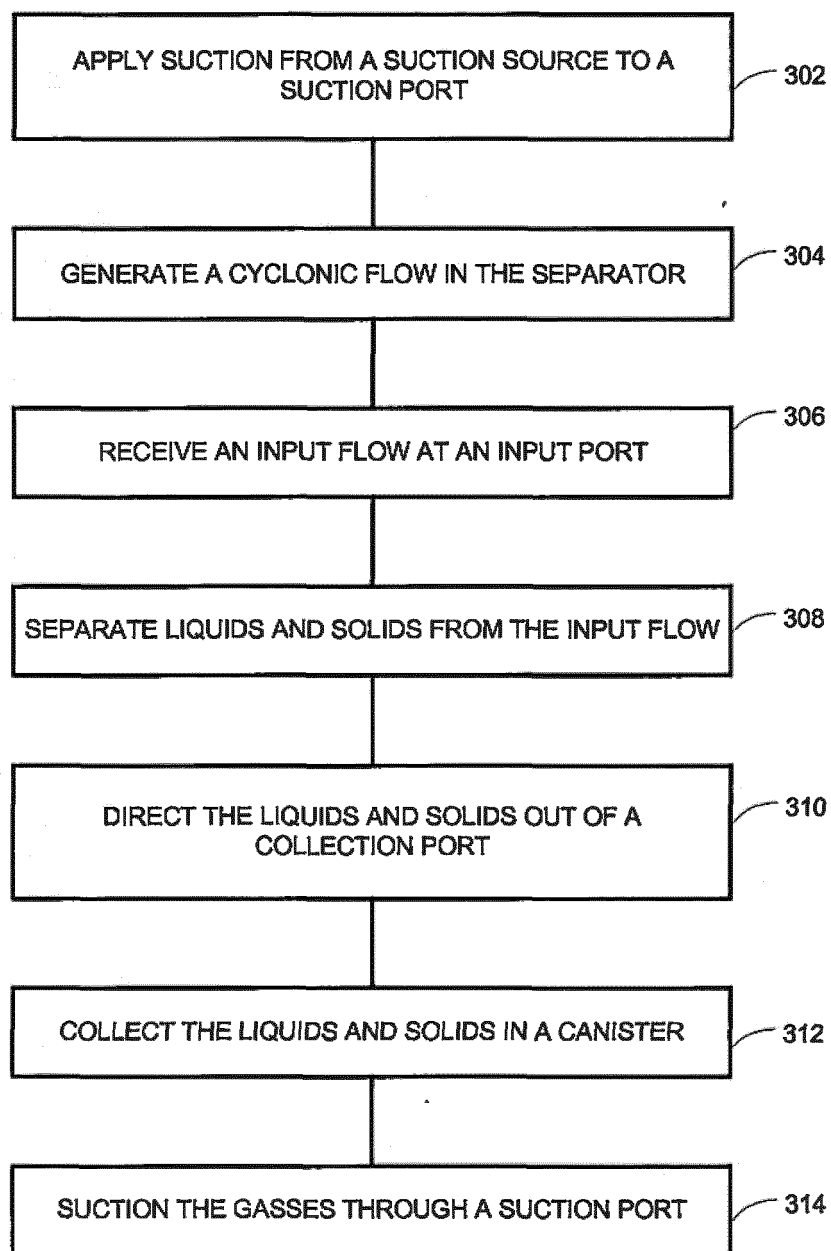 APPLY SUCTION FROM A SUCTION SOURCE TO A
SUCTION PORT
302
GENERATE A CYCLONIC FLOW IN THE SEPARATOR
304
RECEIVE AN INPUT FLOW AT AN INPUT PORT
306
SEPARATE LIQUIDS AND SOLIDS FROM THE INPUT FLOW
308
DIRECT THE LIQUIDS AND SOLIDS OUT OF A
COLLECTION PORT
310
COLLECT THE LIQUIDS AND SOLIDS IN A CANISTER
312
SUCTION THE GASSES THROUGH A SUCTION PORT
314